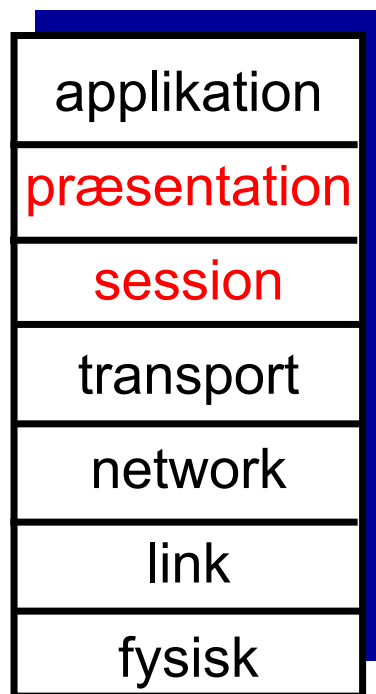 applikation
præsentation
session
transport
network
link
fysisk